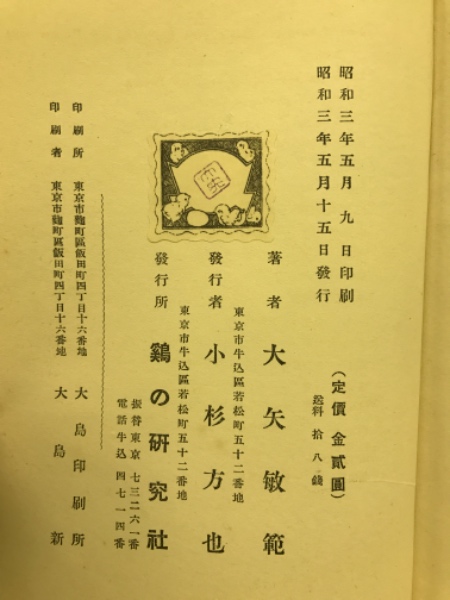 昭和三年五月九日印刷
昭和三年五月十五日發行
(定價金貳圓)
送料拾八錢
著者 大矢敏範
東京市牛込區若松町五十二番地
發行者 小杉方也
東京市牛込區若松町五十二番地
發行所 鷄の硏究社
振替東京七三二六一番
電話牛込四七一四番
東京市麴町區飯田町四丁目十六番地
印刷所 大島印刷所
東京市麴町區飯田町四丁目十六番地
印刷者 大島新